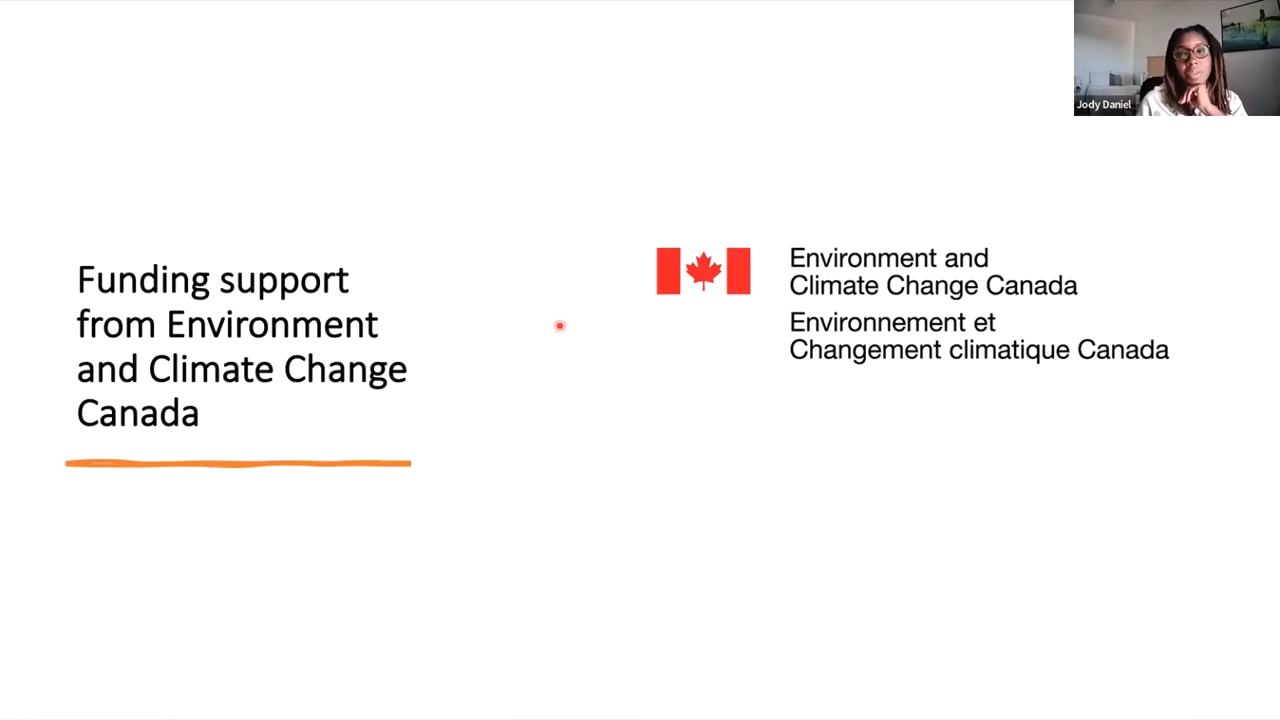 Jody Daniel
Funding support
from Environment
and Climate Change
Canada
Environment and
Climate Change Canada
Environnement et
Changement climatique Canada